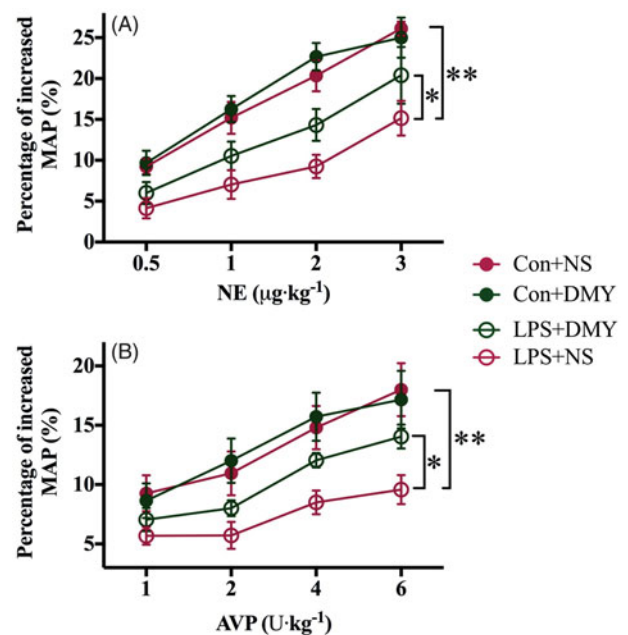 (A)
Percentage of increased
MAP (%)
25
20
15
10
5
0
0.5 1 2 3
NE (μg·kg⁻¹)
*
**
Con+NS
Con+DMY
LPS+DMY
LPS+NS
(B)
Percentage of increased
MAP (%)
20
15
10
5
1 2 4 6
AVP (U·kg⁻¹)
*
**